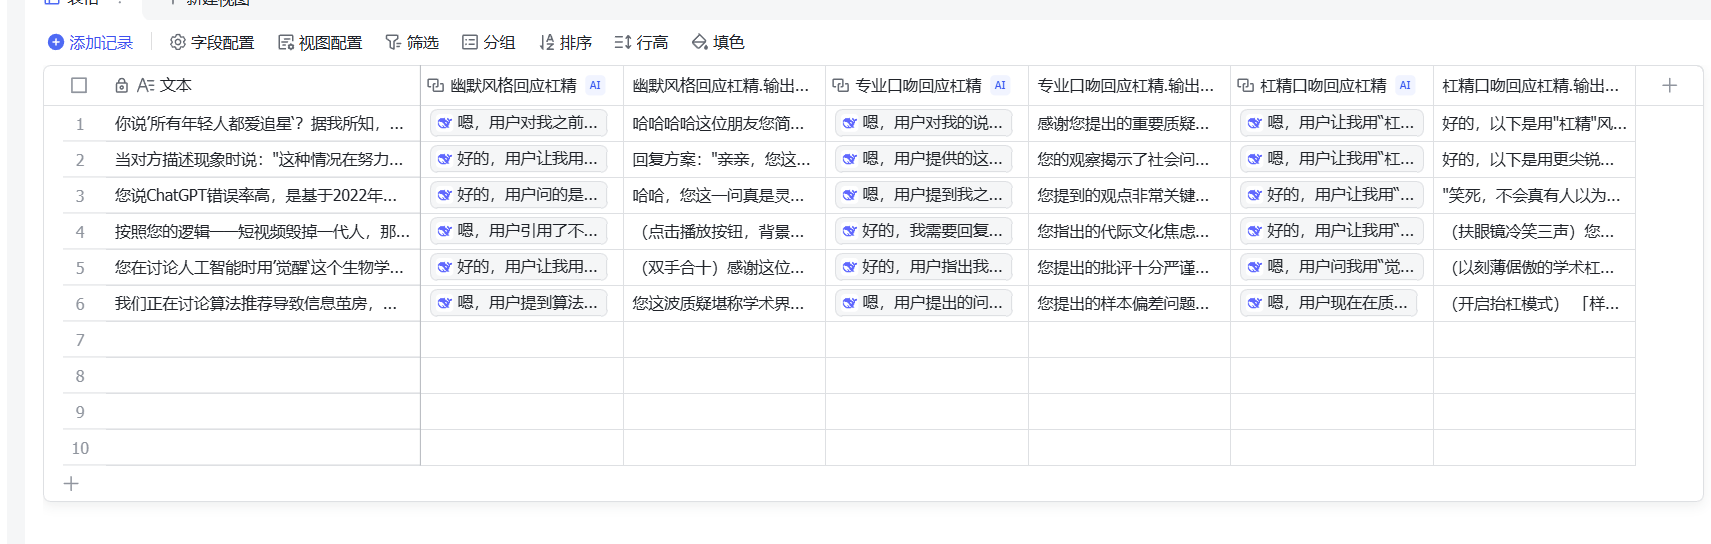 表格 新建视图
添加记录 字段配置 视图配置 筛选 分组 排序 行高 填色
文本 幽默风格回应杠精 AI 幽默风格回应杠精.输出... 专业口吻回应杠精 AI 专业口吻回应杠精.输出... 杠精口吻回应杠精 AI 杠精口吻回应杠精.输出...
1 你说‘所有年轻人都爱追星’？据我所知，... 嗯，用户对我之前... 哈哈哈哈这位朋友您简... 嗯，用户对我的说... 感谢您提出的重要质疑... 嗯，用户让我用“杠... 好的，以下是用"杠精"风...
2 当对方描述现象时说："这种情况在努力... 好的，用户让我用... 回复方案："亲亲，您这... 嗯，用户提供的这... 您的观察揭示了社会问... 嗯，用户让我用“杠... 好的，以下是用更尖锐...
3 您说ChatGPT错误率高，是基于2022年... 好的，用户问的是... 哈哈，您这一问真是灵... 嗯，用户提到我之... 您提到的观点非常关键... 好的，用户让我用“... "笑死，不会真有人以为...
4 按照您的逻辑——短视频毁掉一代人，那... 嗯，用户引用了不... （点击播放按钮，背景... 好的，我需要回复... 您指出的代际文化焦虑... 好的，用户让我用“... （扶眼镜冷笑三声）您...
5 您在讨论人工智能时用‘觉醒’这个生物学... 好的，用户让我用... （双手合十）感谢这位... 好的，用户指出我... 您提出的批评十分严谨... 嗯，用户问我用“觉... （以刻薄倨傲的学术杠...
6 我们正在讨论算法推荐导致信息茧房，... 嗯，用户提到算法... 您这波质疑堪称学术界... 嗯，用户提出的问... 您提出的样本偏差问题... 嗯，用户现在在质... （开启抬杠模式）「样...
7
8
9
10